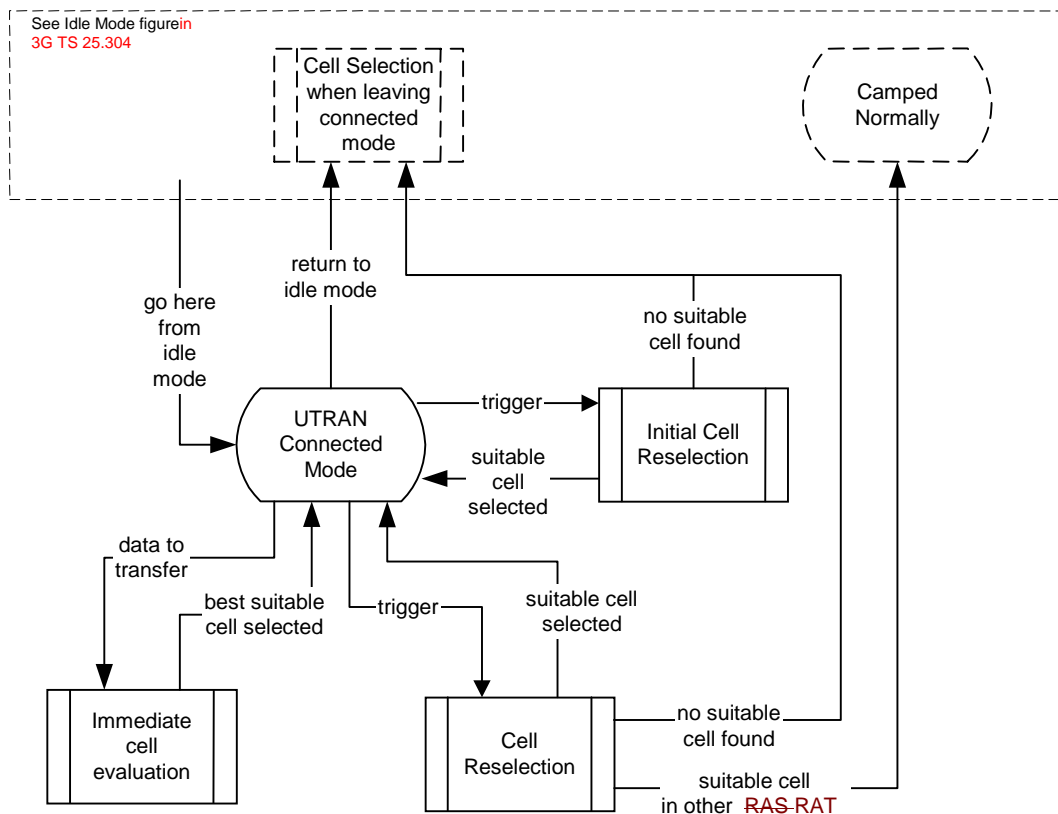 See Idle Mode figurein
3G TS 25.304
Cell Selection
when leaving
connected
mode
Camped
Normally
return to
idle mode
go here
from
idle
mode
no suitable
cell found
UTRAN
Connected
Mode
trigger
Initial Cell
Reselection
suitable
cell
selected
data to
transfer
best suitable
cell selected
trigger
suitable cell
selected
Immediate
cell
evaluation
Cell
Reselection
no suitable
cell found
suitable cell
in other RAS RAT